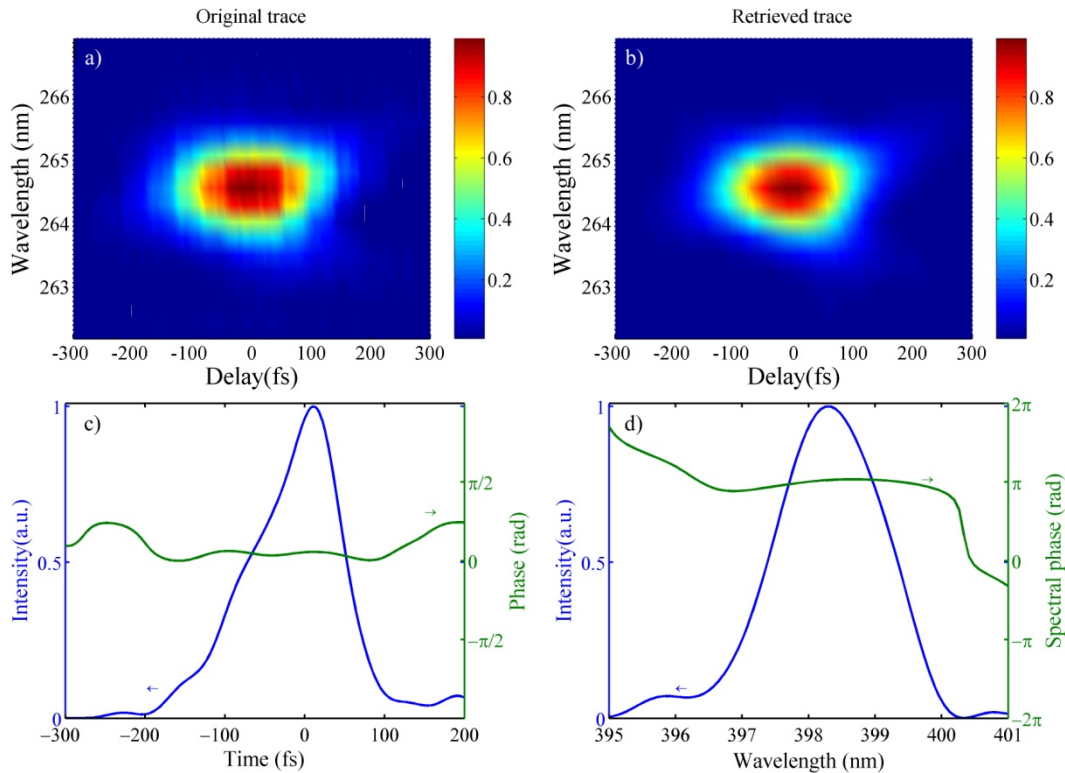 Original trace
a)
Wavelength (nm)
266
265
264
263
-300
-200
-100
0
100
200
300
Delay(fs)
0.8
0.6
0.4
0.2
Retrieved trace
b)
Wavelength (nm)
266
265
264
263
-300
-200
-100
0
100
200
300
Delay(fs)
0.8
0.6
0.4
0.2
c)
Intensity(a.u.)
1
0.5
0
←
→
−300
−200
−100
0
100
200
Time (fs)
π/2
0
−π/2
Phase (rad)
d)
Intensity(a.u.)
1
0.5
0
←
→
395
396
397
398
399
400
401
Wavelength (nm)
2π
π
0
−π
−2π
Spectral phase (rad)